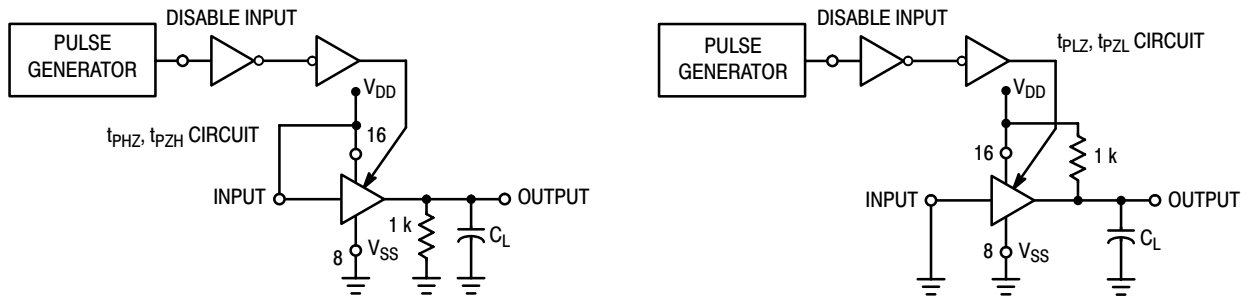 DISABLE INPUT
PULSE
GENERATOR
VDD
tPHZ, tPZH CIRCUIT
16
INPUT
OUTPUT
1 k
CL
8
VSS
DISABLE INPUT
PULSE
GENERATOR
tPLZ, tPZL CIRCUIT
VDD
16
1 k
INPUT
OUTPUT
CL
8
VSS